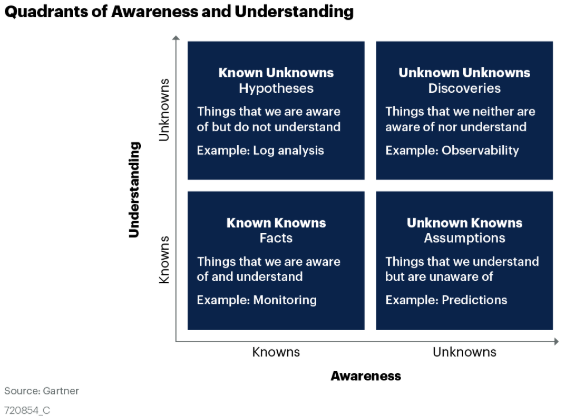 Quadrants of Awareness and Understanding
Understanding
Unknowns
Knowns
Known Unknowns
Hypotheses
Things that we are aware
of but do not understand
Example: Log analysis
Unknown Unknowns
Discoveries
Things that we neither are
aware of nor understand
Example: Observability
Known Knowns
Facts
Things that we are aware
of and understand
Example: Monitoring
Unknown Knowns
Assumptions
Things that we understand
but are unaware of
Example: Predictions
Knowns
Unknowns
Awareness
Source: Gartner
720854_C